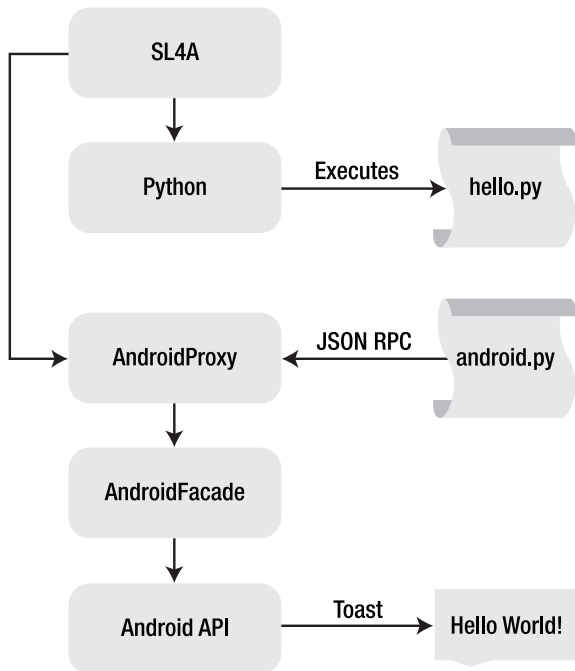 SL4A
Python
Executes
hello.py
AndroidProxy
JSON RPC
android.py
AndroidFacade
Android API
Toast
Hello World!